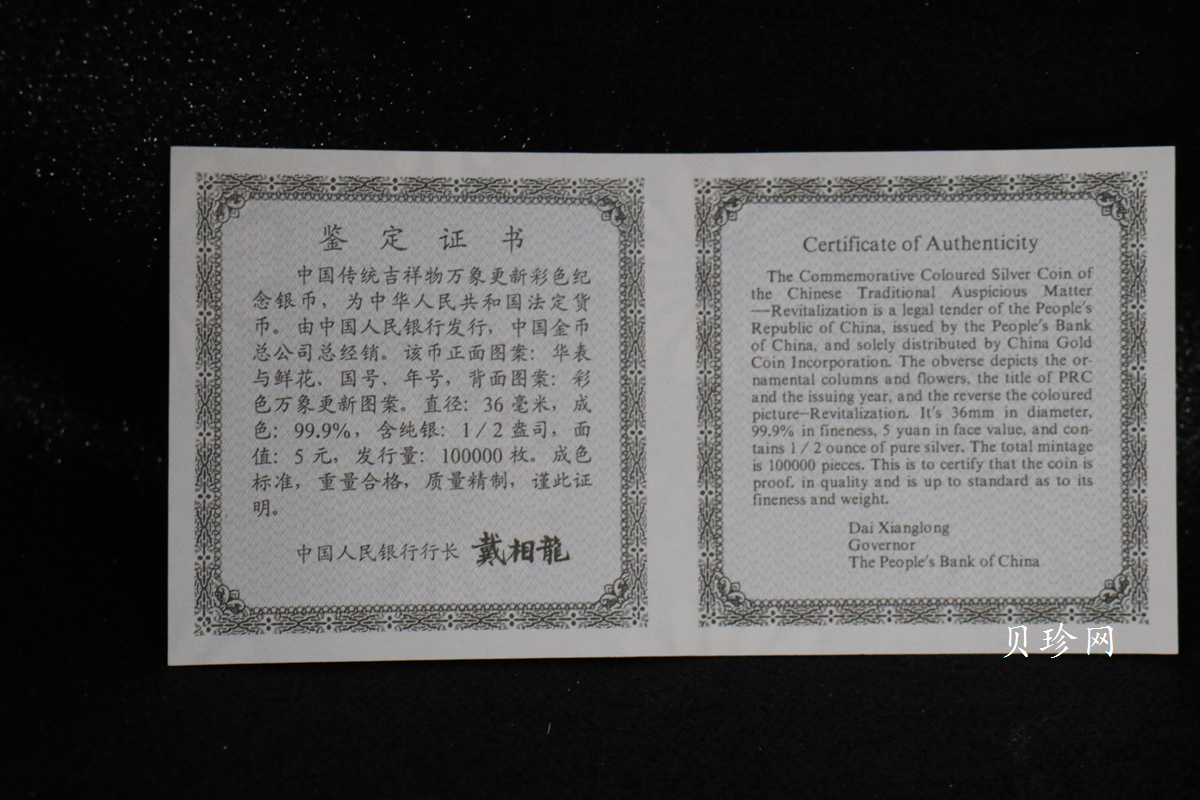 鉴定证书
中国传统吉祥物万象更新彩色纪
念银币，为中华人民共和国法定货
币。由中国人民银行发行，中国金币
总公司总经销。该币正面图案：华表
与鲜花、国号、年号，背面图案：彩
色万象更新图案。直径：36毫米，成
色：99.9%，含纯银：1/2盎司，面
值：5元，发行量：100000枚。成色
标准，重量合格，质量精制，谨此证
明。
中国人民银行行长 戴相龍
Certificate of Authenticity
The Commemorative Coloured Silver Coin of
the Chinese Traditional Auspicious Matter
—Revitalization is a legal tender of the People's
Republic of China, issued by the People's Bank
of China, and solely distributed by China Gold
Coin Incorporation. The obverse depicts the or-
namental columns and flowers, the title of PRC
and the issuing year, and the reverse the coloured
picture-Revitalization. It's 36mm in diameter,
99.9% in fineness, 5 yuan in face value, and con-
tains 1/2 ounce of pure silver. The total mintage
is 100000 pieces. This is to certify that the coin is
proof. in quality and is up to standard as to its
fineness and weight.
Dai Xianglong
Governor
The People's Bank of China
贝珍网